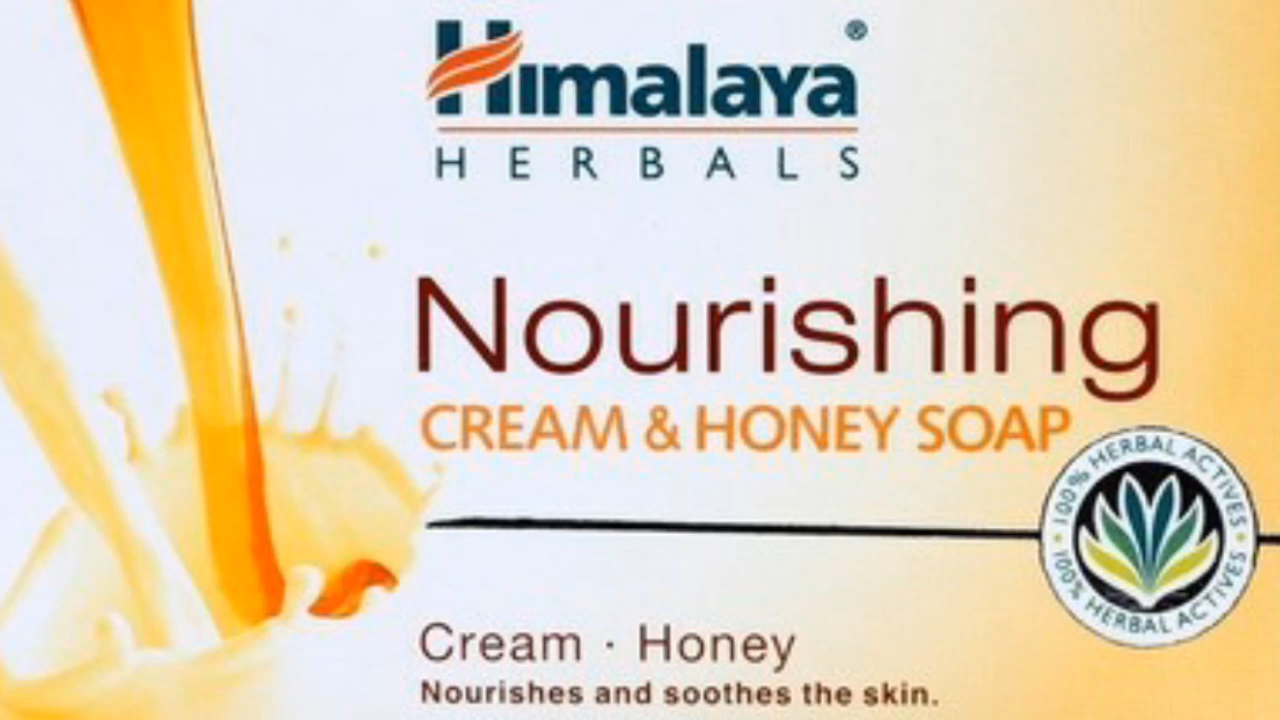 Himalaya®
HERBALS
Nourishing
CREAM & HONEY SOAP
100% HERBAL ACTIVES
100% HERBAL ACTIVES
Cream · Honey
Nourishes and soothes the skin.